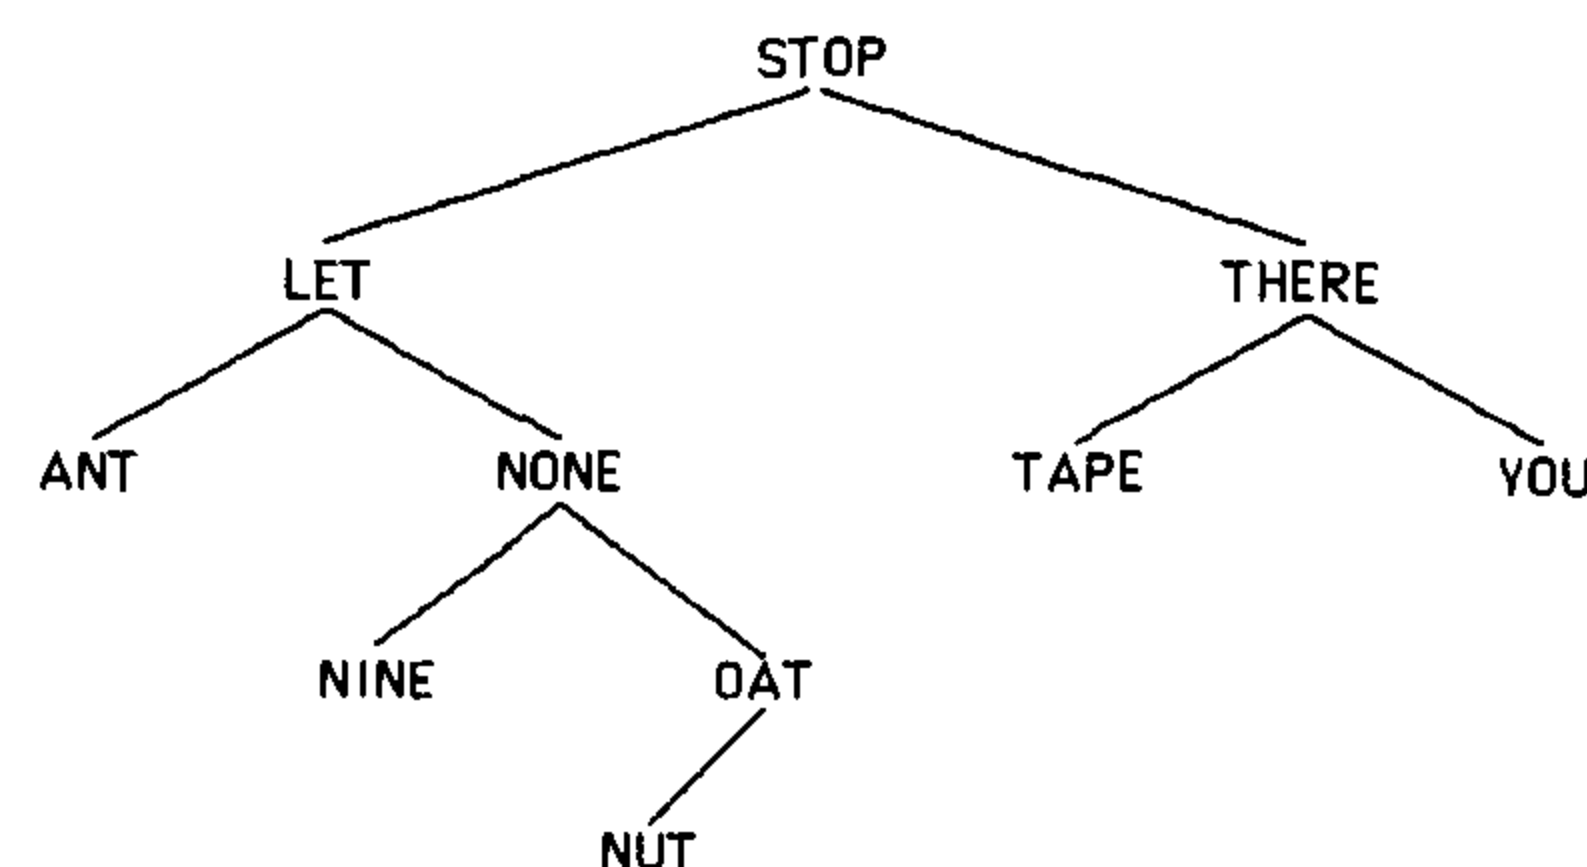 STOP
LET THERE
ANT NONE TAPE YOU
NINE OAT
NUT